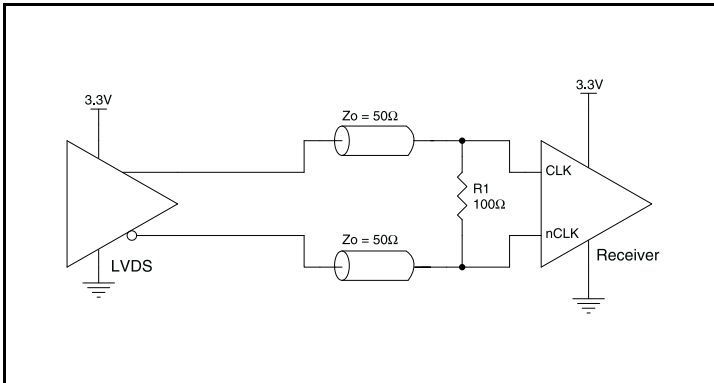 3.3V
3.3V
Zo = 50Ω
R1
100Ω
CLK
nCLK
Zo = 50Ω
LVDS
Receiver